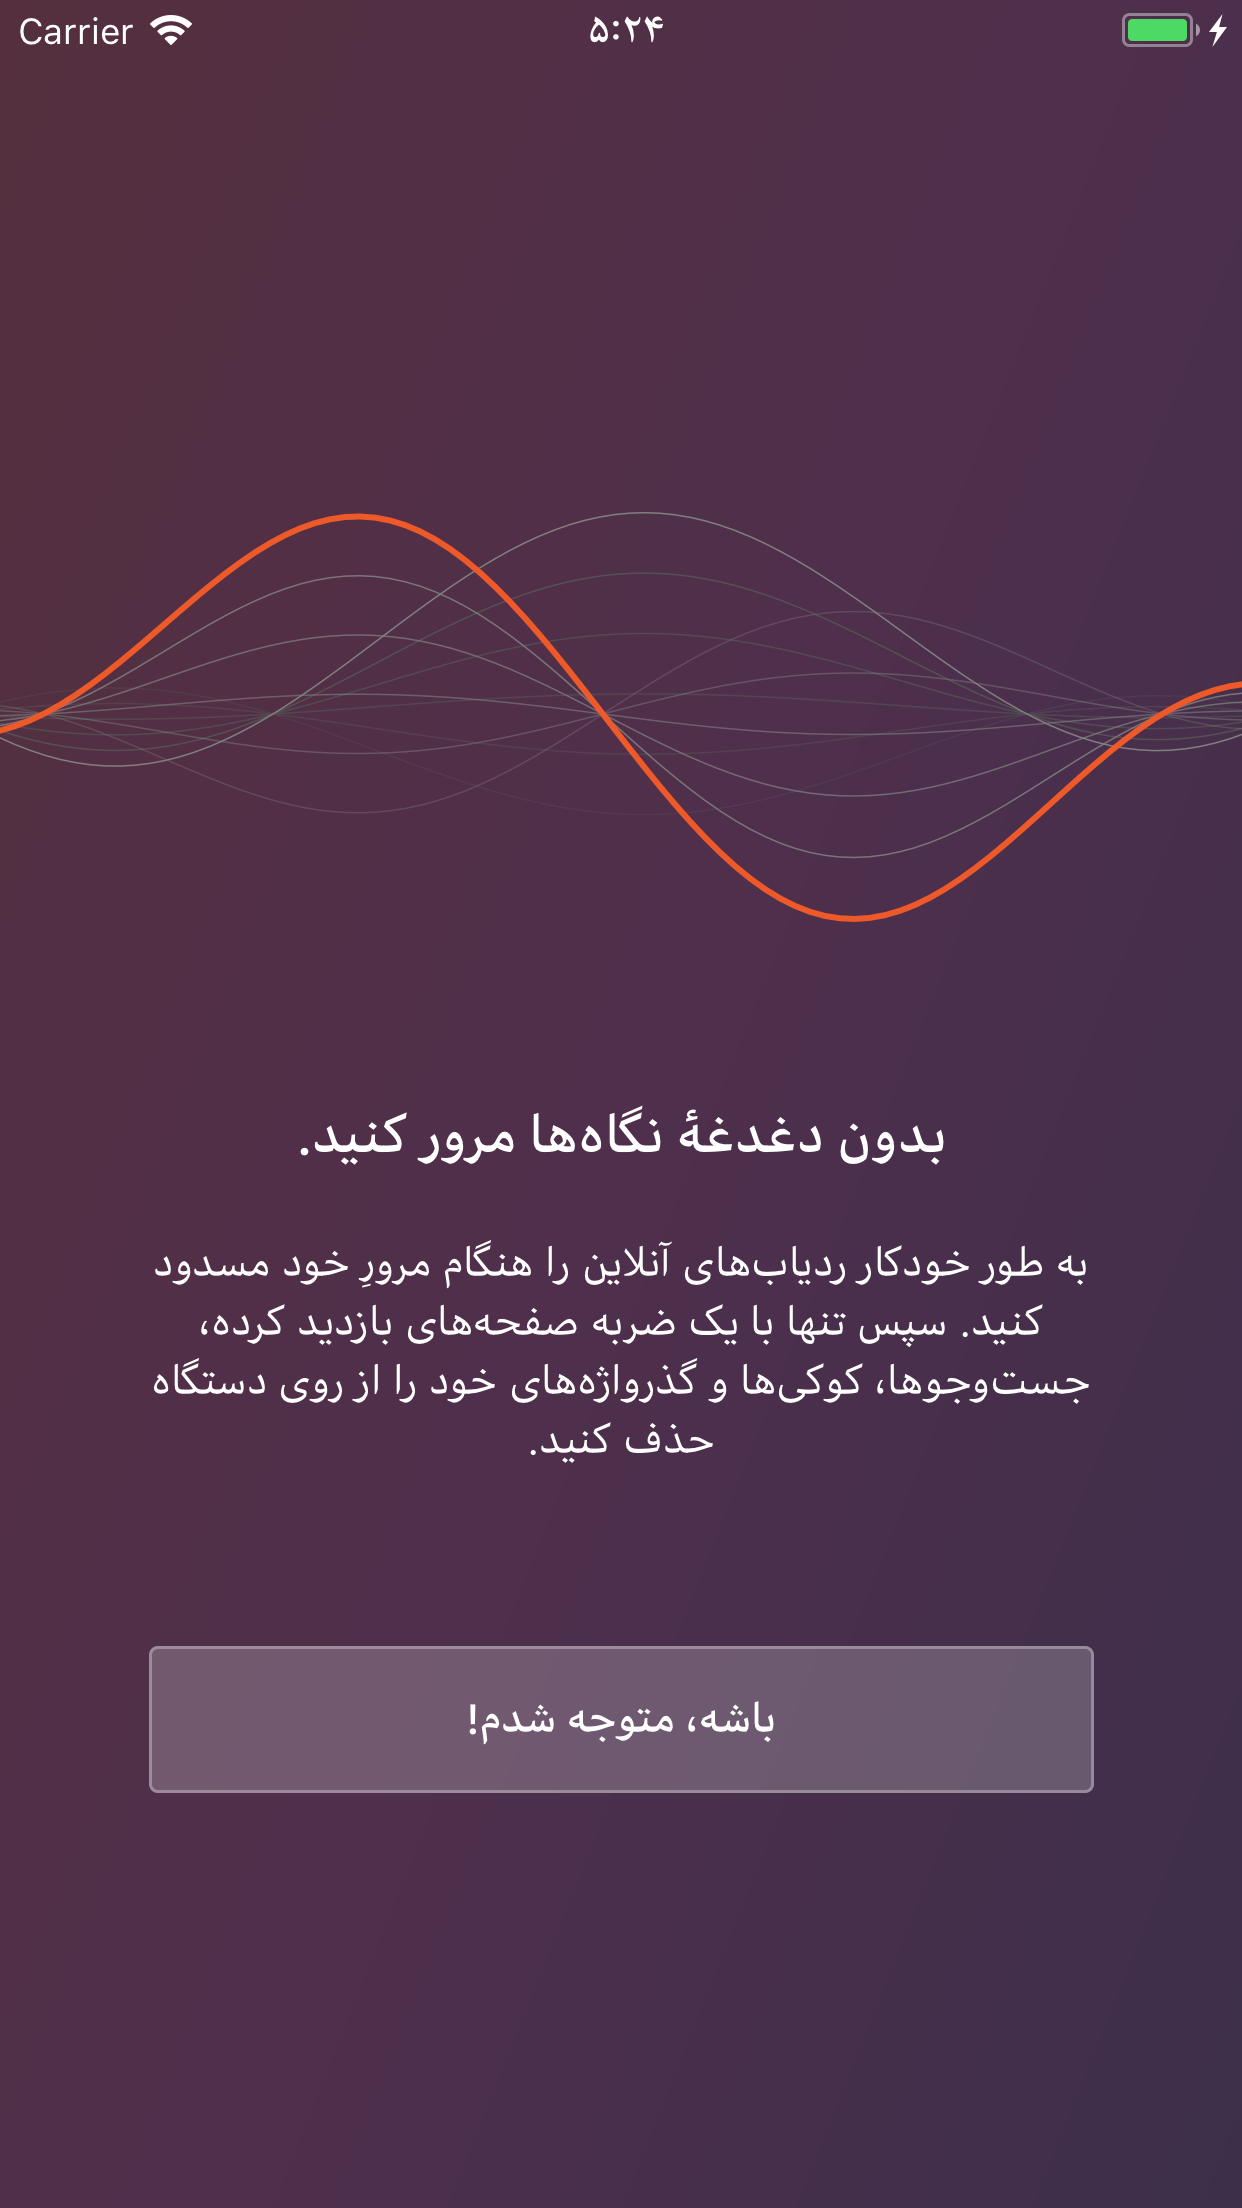 Carrier
۵:۲۴
بدون دغدغهٔ نگاه‌ها مرور کنید.
به طور خودکار ردیاب‌های آنلاین را هنگام مرورِ خود مسدود
کنید. سپس تنها با یک ضربه صفحه‌های بازدید کرده،
جست‌وجوها، کوکی‌ها و گذرواژه‌های خود را از روی دستگاه
حذف کنید.
باشه، متوجه شدم!